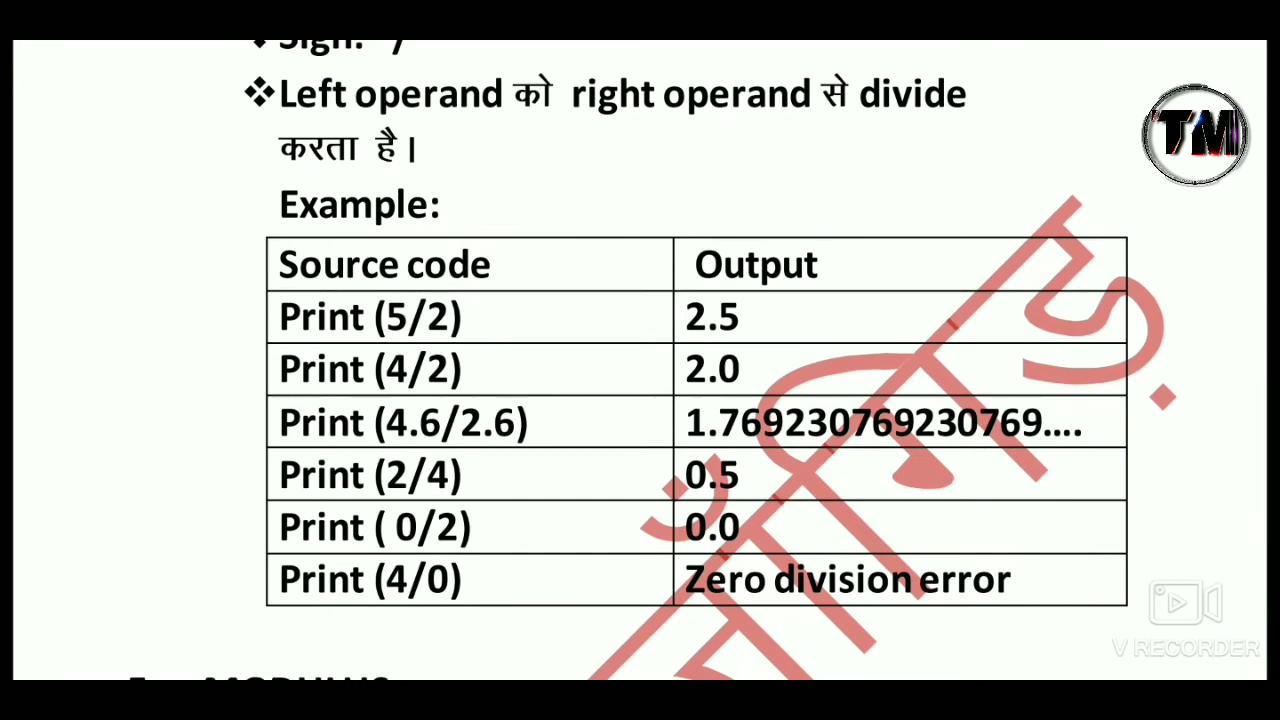 Sign: /
❖Left operand को right operand से divide
करता है।
TM
Example:
Source code Output
Print (5/2) 2.5
Print (4/2) 2.0
Print (4.6/2.6) 1.769230769230769....
Print (2/4) 0.5
Print ( 0/2) 0.0
Print (4/0) Zero division error
V RECORDER
MODULUS